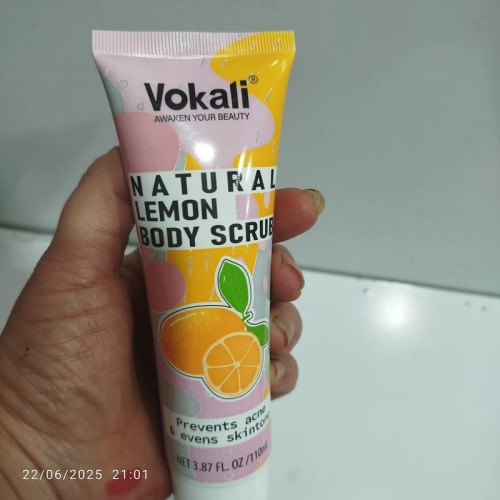 Vokali®
AWAKEN YOUR BEAUTY
NATURAL
LEMON
BODY SCRUB
Prevents acne
& evens skintone
NET 3.87 FL. OZ /110ml
22/06/2025 21:01